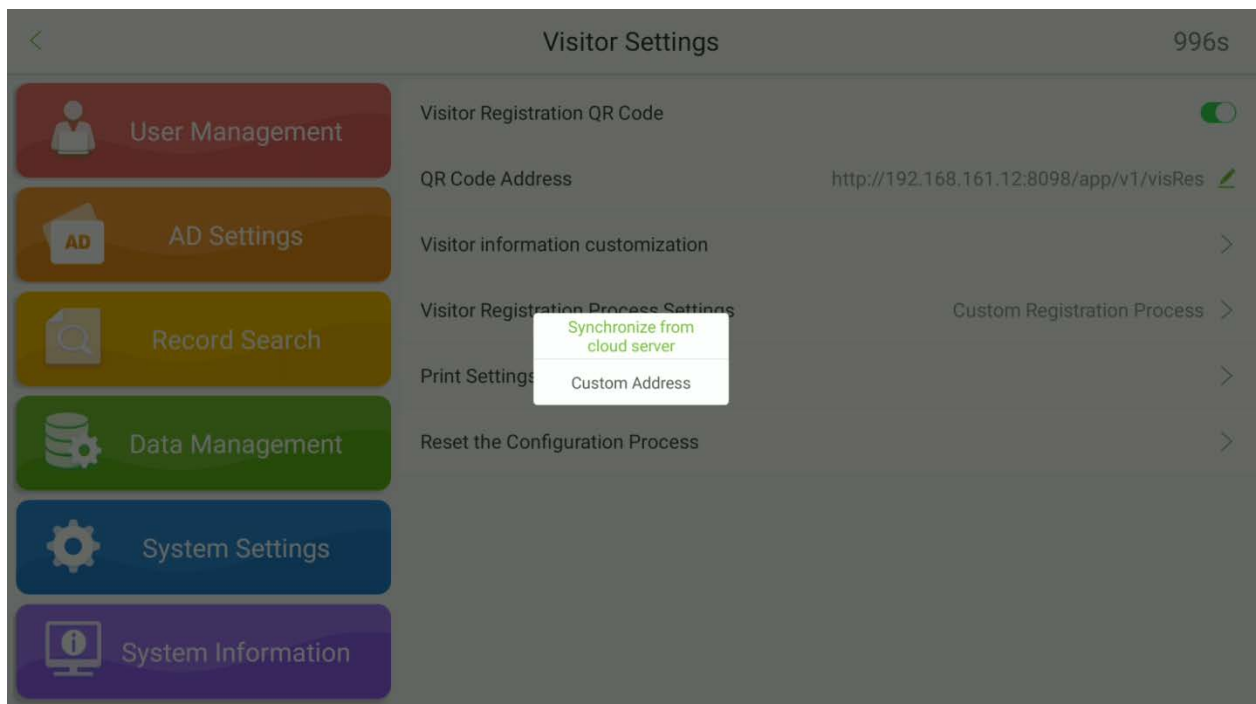 Visitor Settings
996s
User Management
AD
AD Settings
Record Search
Data Management
System Settings
System Information
Visitor Registration QR Code
QR Code Address
http://192.168.161.12:8098/app/v1/visRes
Visitor information customization
Visitor Registration Process Settings
Custom Registration Process
Synchronize from
cloud server
Custom Address
Print Settings
Reset the Configuration Process